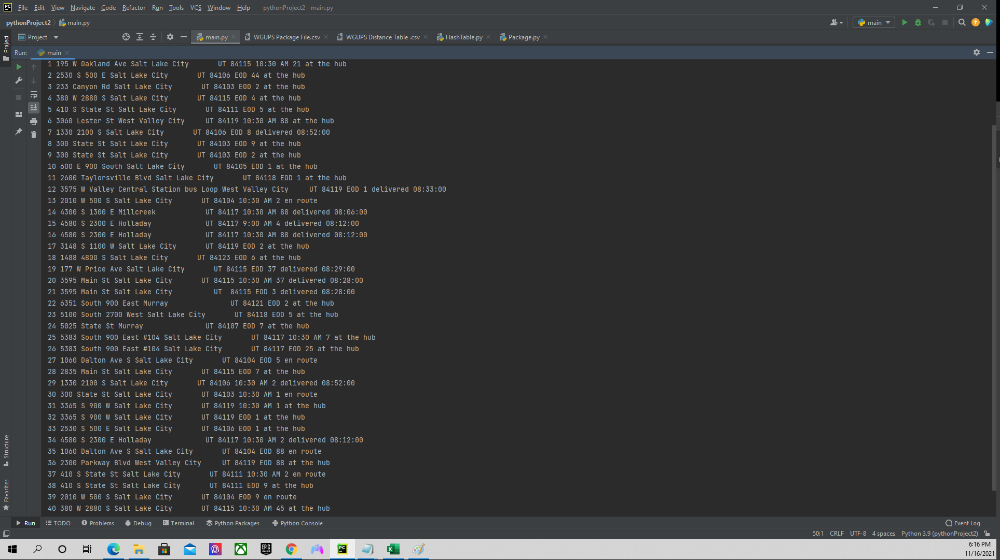 PC File Edit View Navigate Code Refactor Run Tools VCS Window Help pythonProject2 - main.py
pythonProject2 main.py main
Project Project main.py WGUPS Package File.csv WGUPS Distance Table .csv HashTable.py Package.py
Run: main
1 195 W Oakland Ave Salt Lake City UT 84115 10:30 AM 21 at the hub
2 2530 S 500 E Salt Lake City UT 84106 EOD 44 at the hub
3 233 Canyon Rd Salt Lake City UT 84103 EOD 2 at the hub
4 380 W 2880 S Salt Lake City UT 84115 EOD 4 at the hub
5 410 S State St Salt Lake City UT 84111 EOD 5 at the hub
6 3060 Lester St West Valley City UT 84119 10:30 AM 88 at the hub
7 1330 2100 S Salt Lake City UT 84106 EOD 8 delivered 08:52:00
8 300 State St Salt Lake City UT 84103 EOD 9 at the hub
9 300 State St Salt Lake City UT 84103 EOD 2 at the hub
10 600 E 900 South Salt Lake City UT 84105 EOD 1 at the hub
11 2600 Taylorsville Blvd Salt Lake City UT 84118 EOD 1 at the hub
12 3575 W Valley Central Station bus Loop West Valley City UT 84119 EOD 1 delivered 08:33:00
13 2010 W 500 S Salt Lake City UT 84104 10:30 AM 2 en route
14 4300 S 1300 E Millcreek UT 84117 10:30 AM 88 delivered 08:06:00
15 4580 S 2300 E Holladay UT 84117 9:00 AM 4 delivered 08:12:00
16 4580 S 2300 E Holladay UT 84117 10:30 AM 88 delivered 08:12:00
17 3148 S 1100 W Salt Lake City UT 84119 EOD 2 at the hub
18 1488 4800 S Salt Lake City UT 84123 EOD 6 at the hub
19 177 W Price Ave Salt Lake City UT 84115 EOD 37 delivered 08:29:00
20 3595 Main St Salt Lake City UT 84115 10:30 AM 37 delivered 08:28:00
21 3595 Main St Salt Lake City UT 84115 EOD 3 delivered 08:28:00
22 6351 South 900 East Murray UT 84121 EOD 2 at the hub
23 5100 South 2700 West Salt Lake City UT 84118 EOD 5 at the hub
24 5025 State St Murray UT 84107 EOD 7 at the hub
25 5383 South 900 East #104 Salt Lake City UT 84117 10:30 AM 7 at the hub
26 5383 South 900 East #104 Salt Lake City UT 84117 EOD 25 at the hub
27 1060 Dalton Ave S Salt Lake City UT 84104 EOD 5 en route
28 2835 Main St Salt Lake City UT 84115 EOD 7 at the hub
29 1330 2100 S Salt Lake City UT 84106 10:30 AM 2 delivered 08:52:00
30 300 State St Salt Lake City UT 84103 10:30 AM 1 en route
31 3365 S 900 W Salt Lake City UT 84119 10:30 AM 1 at the hub
32 3365 S 900 W Salt Lake City UT 84119 EOD 1 at the hub
33 2530 S 500 E Salt Lake City UT 84106 EOD 1 at the hub
34 4580 S 2300 E Holladay UT 84117 10:30 AM 2 delivered 08:12:00
35 1060 Dalton Ave S Salt Lake City UT 84104 EOD 88 en route
36 2300 Parkway Blvd West Valley City UT 84119 EOD 88 at the hub
37 410 S State St Salt Lake City UT 84111 10:30 AM 2 en route
38 410 S State St Salt Lake City UT 84111 EOD 9 at the hub
39 2010 W 500 S Salt Lake City UT 84104 EOD 9 en route
40 380 W 2880 S Salt Lake City UT 84115 10:30 AM 45 at the hub
Structure
Favorites
Run TODO Problems Debug Terminal Python Packages Python Console Event Log
50:1 CRLF UTF-8 4 spaces Python 3.9 (pythonProject2)
EPIC GAMES PC
6:16 PM
11/16/2021